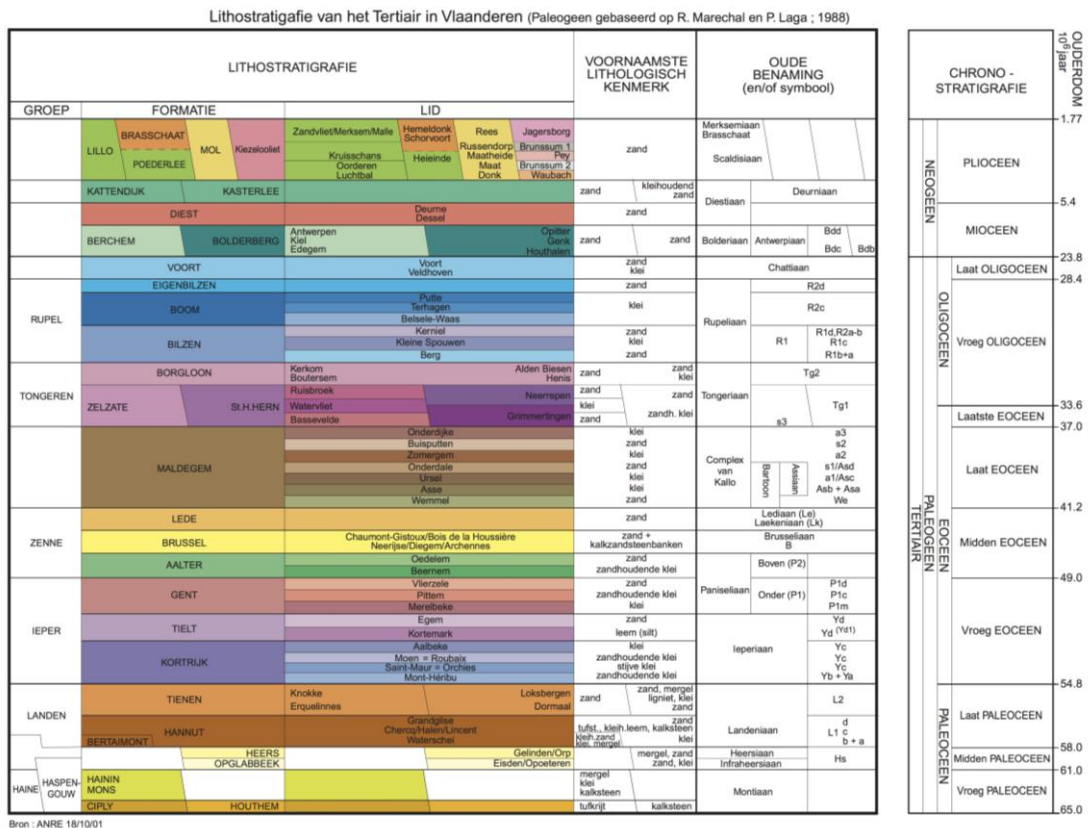 Lithostratigafie van het Tertiair in Vlaanderen (Paleogeen gebaseerd op R. Marechal en P. Laga ; 1988)
LITHOSTRATIGRAFIE
VOORNAAMSTE
LITHOLOGISCH
KENMERK
OUDE
BENAMING
(en/of symbool)
CHRONO -
STRATIGRAFIE
OUDERDOM
10⁶ jaar
GROEP FORMATIE LID
LILLO BRASSCHAAT POEDERLEE MOL Kiezelooliet
Zandvliet/Merksem/Malle Hemeldonk Rees Jagersborg
Schorvoort
Russendorp Brunssum 1
Kruisschans Heieinde Maatheide Pey
Oorderen Maat Brunssum 2
Luchtbal Donk Waubach
zand
Merksemiaan
Brasschaat
Scaldisiaan
KATTENDIJK KASTERLEE
zand kleihoudend
zand
Diestiaan Deurniaan
DIEST Deurne
Dessel
zand
BERCHEM BOLDERBERG
Antwerpen Opitter
Kiel Genk
Edegem Houthalen
zand zand
Bolderiaan Antwerpiaan Bdd
Bdc Bdb
VOORT Voort
Veldhoven
zand
klei
Chattiaan
RUPEL
EIGENBILZEN zand R2d
BOOM Putte
Terhagen
Belsele-Waas
klei
Rupeliaan R2c
BILZEN Kerniel zand R1d,R2a-b
Kleine Spouwen klei R1 R1c
Berg zand R1b+a
TONGEREN
BORGLOON Kerkom Alden Biesen
Boutersem Henis
zand zand
klei
Tg2
ZELZATE St.H.HERN
Ruisbroek Neerrepen zand zand
Watervliet klei
Bassevelde Grimmertingen zand zandh. klei
Tongeriaan Tg1
s3
MALDEGEM
Onderdijke klei a3
Buisputten zand s2
Zomergem klei a2
Onderdale zand s1/Asd
Ursel klei a1/Asc
Asse klei Asb + Asa
Wemmel zand We
Complex
van
Kallo
Bartoon
Assiaan
ZENNE
LEDE zand Lediaan (Le)
Laekeniaan (Lk)
BRUSSEL Chaumont-Gistoux/Bois de la Houssière
Neerijse/Diegem/Archennes
zand +
kalkzandsteenbanken
Brusseliaan
B
AALTER Oedelem zand
Beernem zandhoudende klei
Boven (P2)
IEPER
GENT Vlierzele zand P1d
Pittem zandhoudende klei P1c
Merelbeke klei P1m
Paniseliaan Onder (P1)
TIELT Egem zand Yd
Kortemark leem (silt) Yd (Yd1)
Ieperiaan
KORTRIJK Aalbeke klei Yc
Moen = Roubaix zandhoudende klei Yc
Saint-Maur = Orchies stijve klei Yc
Mont-Héribu zandhoudende klei Yb + Ya
LANDEN
TIENEN Knokke Loksbergen
Erquelinnes Dormaal
zand zand, mergel
ligniet, klei
zand
L2
HANNUT Grandglise zand
Chercq/Halen/Lincent tufst., kleih.leem, kalksteen
Waterschei kleih.zand klei
BERTAIMONT klei, mergel
Landeniaan L1 d
c
b + a
HEERS Gelinden/Orp mergel, zand Heersiaan
OPGLABBEEK Eisden/Opoeteren zand, klei Infraheersiaan
Hs
HAINE HASPEN-
GOUW
HAININ
MONS
mergel
klei
kalksteen
Montiaan
CIPLY HOUTHEM tufkrijt kalksteen
TERTIAIR
NEOGEEN
PALEOGEEN
OLIGOCEEN
EOCEEN
PALEOCEEN
1.77
PLIOCEEN
5.4
MIOCEEN
23.8
Laat OLIGOCEEN
28.4
Vroeg OLIGOCEEN
33.6
Laatste EOCEEN
37.0
Laat EOCEEN
41.2
Midden EOCEEN
49.0
Vroeg EOCEEN
54.8
Laat PALEOCEEN
58.0
Midden PALEOCEEN
61.0
Vroeg PALEOCEEN
65.0
Bron : ANRE 18/10/01